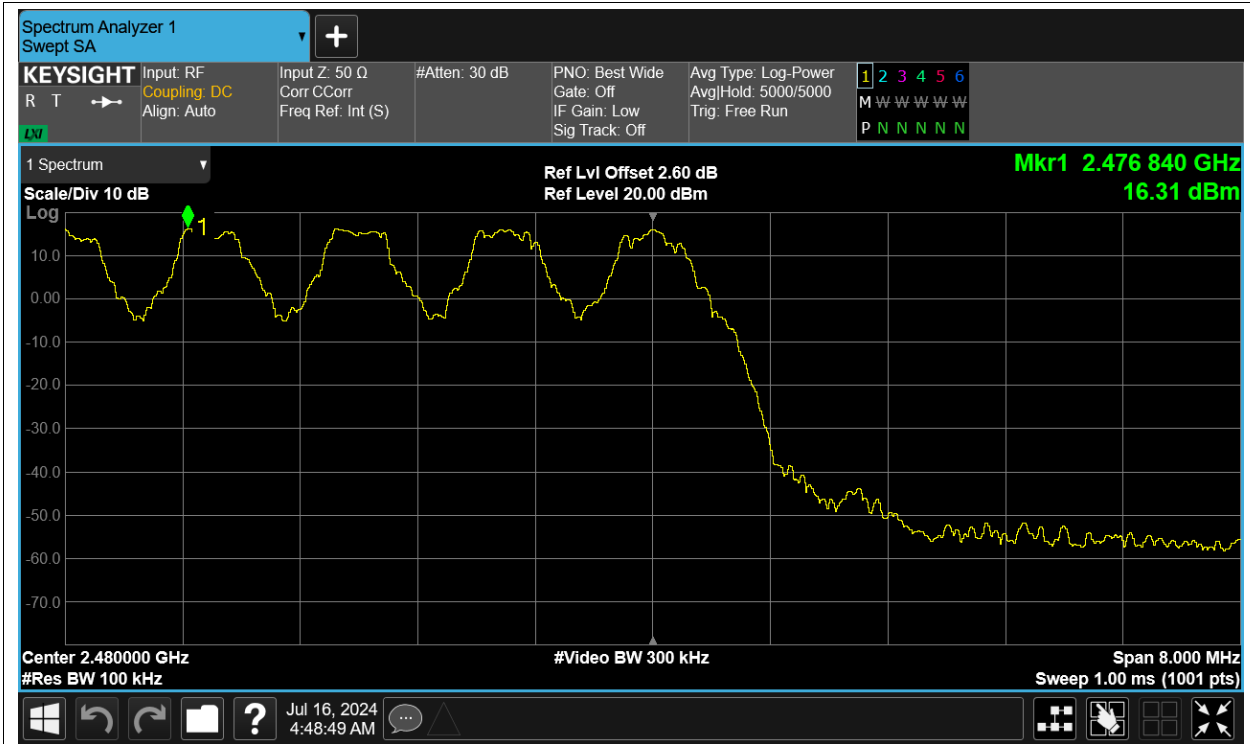 Spectrum Analyzer 1
Swept SA
KEYSIGHT
R T
LXI
Input: RF
Coupling: DC
Align: Auto
Input Z: 50 Ω
Corr CCorr
Freq Ref: Int (S)
#Atten: 30 dB
PNO: Best Wide
Gate: Off
IF Gain: Low
Sig Track: Off
Avg Type: Log-Power
Avg|Hold: 5000/5000
Trig: Free Run
1 2 3 4 5 6
M W W W W W
P N N N N N
1 Spectrum
Scale/Div 10 dB
Ref Lvl Offset 2.60 dB
Ref Level 20.00 dBm
Mkr1 2.476 840 GHz
16.31 dBm
Log
1
10.0
0.00
-10.0
-20.0
-30.0
-40.0
-50.0
-60.0
-70.0
Center 2.480000 GHz
#Video BW 300 kHz
Span 8.000 MHz
#Res BW 100 kHz
Sweep 1.00 ms (1001 pts)
?
Jul 16, 2024
4:48:49 AM